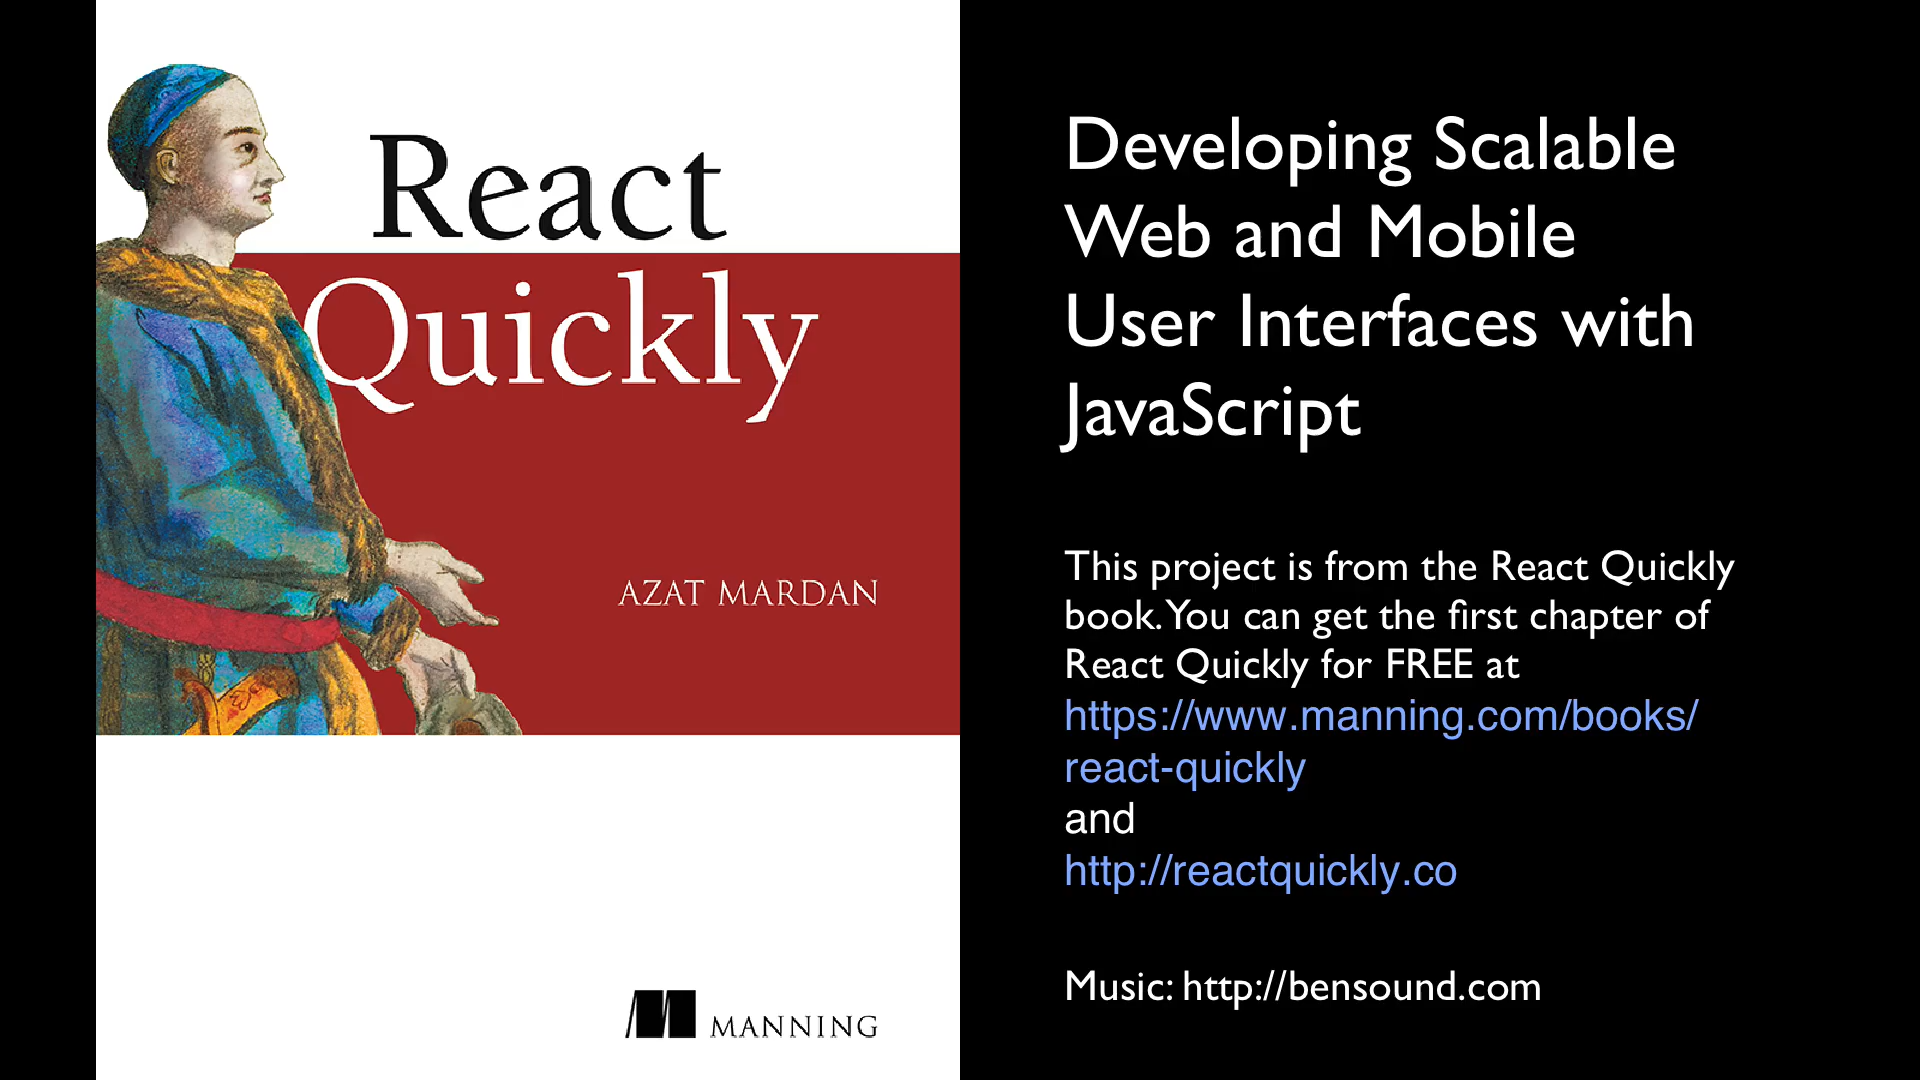 React
Quickly
AZAT MARDAN
MANNING
Developing Scalable
Web and Mobile
User Interfaces with
JavaScript
This project is from the React Quickly
book. You can get the first chapter of
React Quickly for FREE at
https://www.manning.com/books/
react-quickly
and
http://reactquickly.co
Music: http://bensound.com